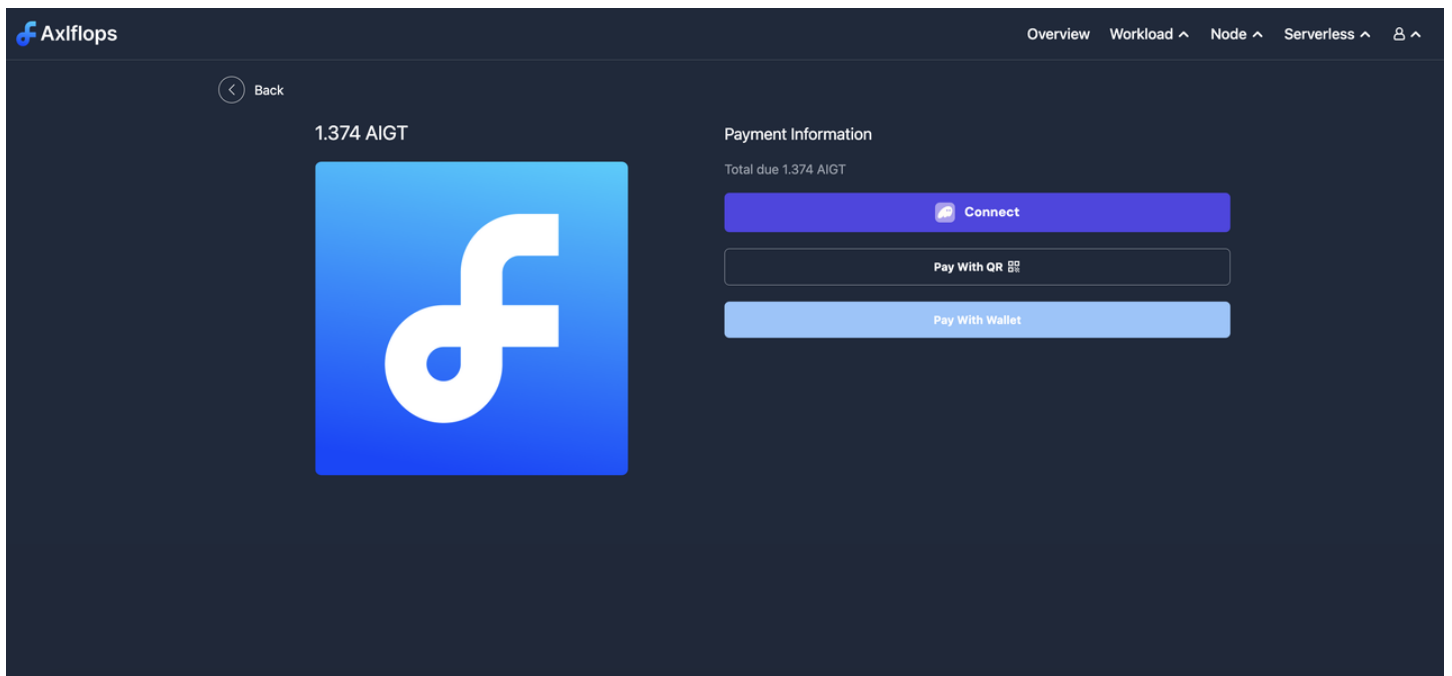 Axlflops
Overview Workload Node Serverless
Back
1.374 AIGT
Payment Information
Total due 1.374 AIGT
Connect
Pay With QR
Pay With Wallet